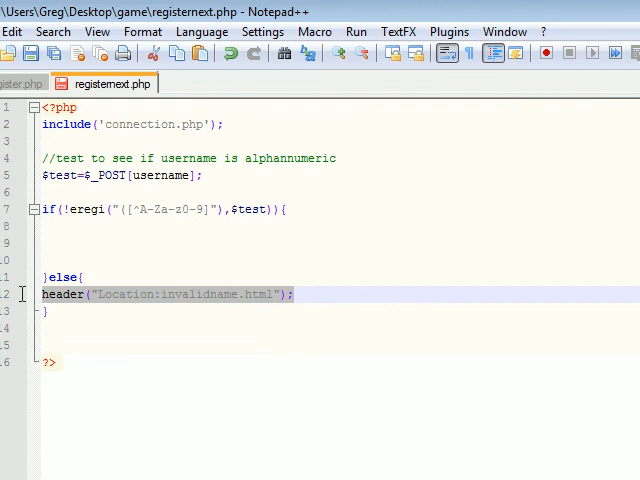 \Users\Greg\Desktop\game\registernext.php - Notepad++
Edit Search View Format Language Settings Macro Run TextFX Plugins Window ?
gister.php registernext.php
1 <?php
2 include('connection.php');
3
4 //test to see if username is alphannumeric
5 $test=$_POST[username];
6
7 if(!eregi("([^A-Za-z0-9]",$test)){
8
9
10
11 }else{
12 header("Location:invalidname.html");
13 }
14
15
16 ?>